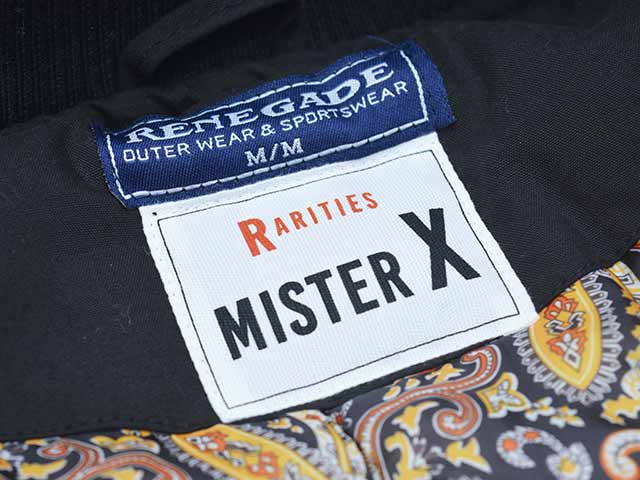 RENEGADE
OUTER WEAR & SPORTSWEAR
M/M
RARITIES
MISTER X